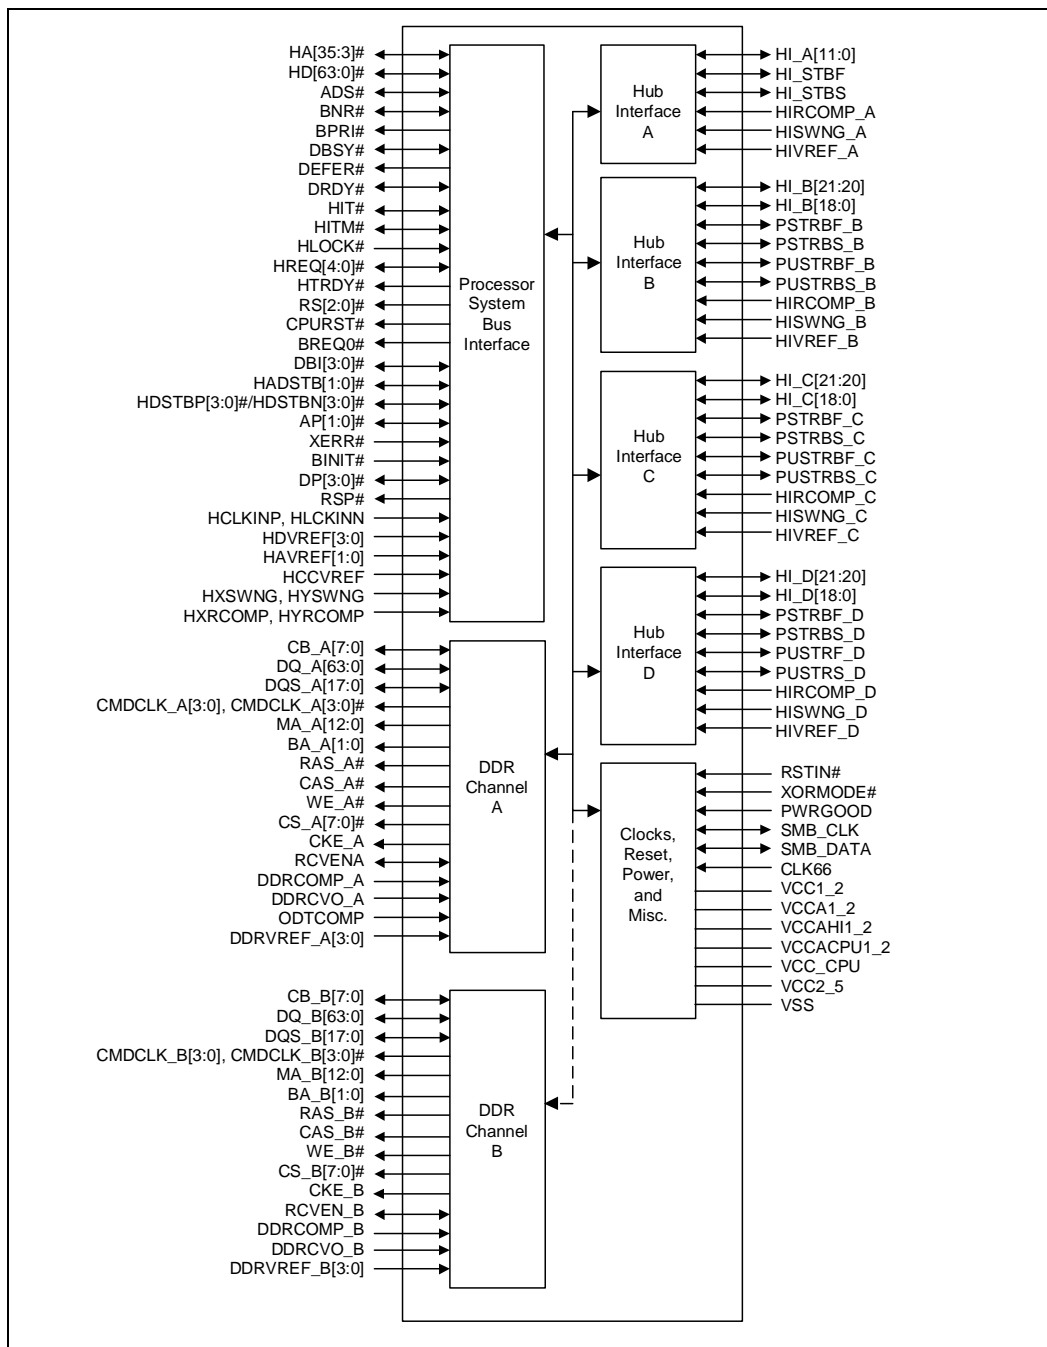 HA[35:3]#
HD[63:0]#
ADS#
BNR#
BPRI#
DBSY#
DEFER#
DRDY#
HIT#
HITM#
HLOCK#
HREQ[4:0]#
HTRDY#
RS[2:0]#
CPURST#
BREQ0#
DBI[3:0]#
HADSTB[1:0]#
HDSTBP[3:0]#/HDSTBN[3:0]#
AP[1:0]#
XERR#
BINIT#
DP[3:0]#
RSP#
HCLKINP, HLCKINN
HDVREF[3:0]
HAVREF[1:0]
HCCVREF
HXSWNG, HYSWNG
HXRCOMP, HYRCOMP
Processor
System
Bus
Interface
CB_A[7:0]
DQ_A[63:0]
DQS_A[17:0]
CMDCLK_A[3:0], CMDCLK_A[3:0]#
MA_A[12:0]
BA_A[1:0]
RAS_A#
CAS_A#
WE_A#
CS_A[7:0]#
CKE_A
RCVENA
DDRCOMP_A
DDRCVO_A
ODTCOMP
DDRVREF_A[3:0]
DDR
Channel
A
CB_B[7:0]
DQ_B[63:0]
DQS_B[17:0]
CMDCLK_B[3:0], CMDCLK_B[3:0]#
MA_B[12:0]
BA_B[1:0]
RAS_B#
CAS_B#
WE_B#
CS_B[7:0]#
CKE_B
RCVEN_B
DDRCOMP_B
DDRCVO_B
DDRVREF_B[3:0]
DDR
Channel
B
Hub
Interface
A
HI_A[11:0]
HI_STBF
HI_STBS
HIRCOMP_A
HISWNG_A
HIVREF_A
Hub
Interface
B
HI_B[21:20]
HI_B[18:0]
PSTRBF_B
PSTRBS_B
PUSTRBF_B
PUSTRBS_B
HIRCOMP_B
HISWNG_B
HIVREF_B
Hub
Interface
C
HI_C[21:20]
HI_C[18:0]
PSTRBF_C
PSTRBS_C
PUSTRBF_C
PUSTRBS_C
HIRCOMP_C
HISWNG_C
HIVREF_C
Hub
Interface
D
HI_D[21:20]
HI_D[18:0]
PSTRBF_D
PSTRBS_D
PUSTRF_D
PUSTRS_D
HIRCOMP_D
HISWNG_D
HIVREF_D
Clocks,
Reset,
Power,
and
Misc.
RSTIN#
XORMODE#
PWRGOOD
SMB_CLK
SMB_DATA
CLK66
VCC1_2
VCCA1_2
VCCAHI1_2
VCCACPU1_2
VCC_CPU
VCC2_5
VSS